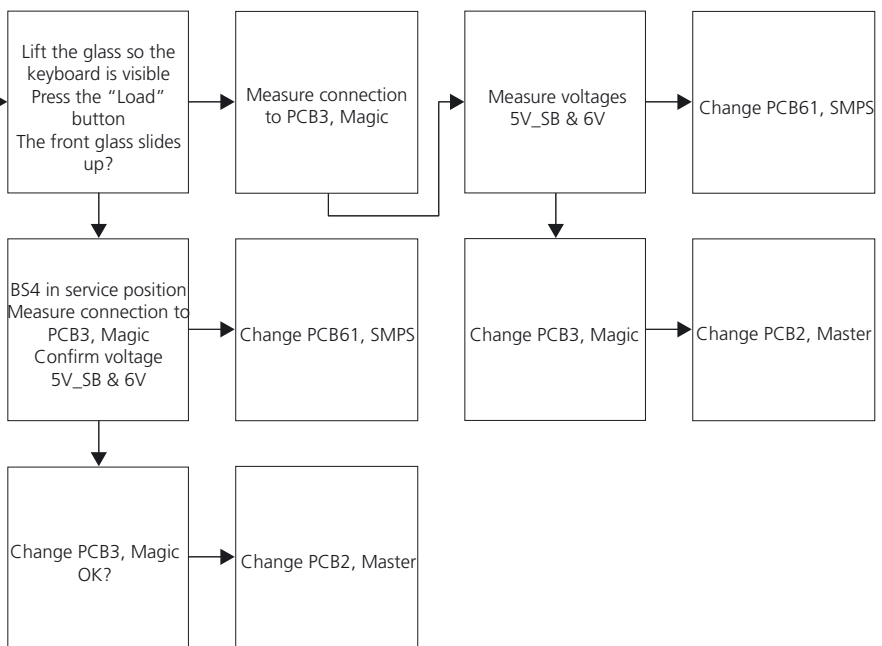 Lift the glass so the
keyboard is visible
Press the “Load”
button
The front glass slides
up?
Measure connection
to PCB3, Magic
Measure voltages
5V_SB & 6V
Change PCB61, SMPS
BS4 in service position
Measure connection to
PCB3, Magic
Confirm voltage
5V_SB & 6V
Change PCB61, SMPS
Change PCB3, Magic
Change PCB2, Master
Change PCB3, Magic
OK?
Change PCB2, Master